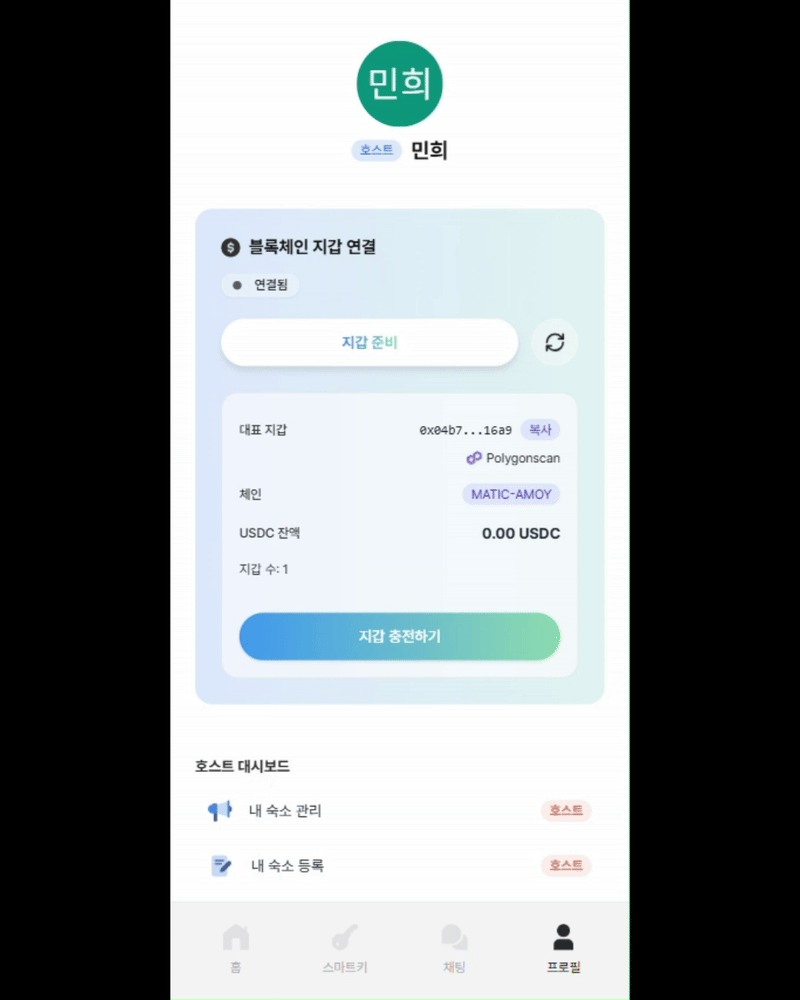 민희
호스트 민희
블록체인 지갑 연결
연결됨
지갑 준비
대표 지갑 0x04b7...16a9 복사
Polygonscan
체인 MATIC-AMOY
USDC 잔액 0.00 USDC
지갑 수: 1
지갑 충전하기
호스트 대시보드
내 숙소 관리 호스트
내 숙소 등록 호스트
홈 스마트키 채팅 프로필